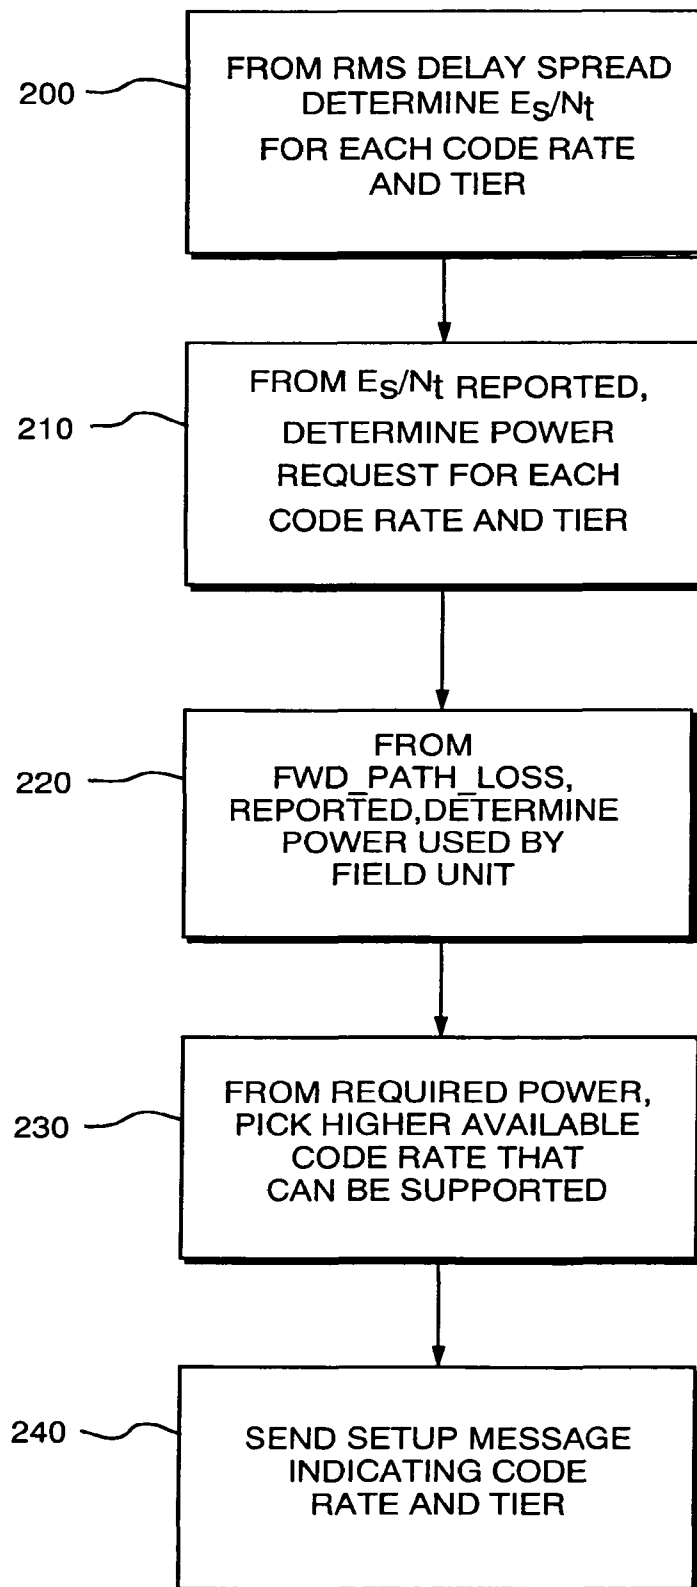 200
FROM RMS DELAY SPREAD
DETERMINE Es/Nt
FOR EACH CODE RATE
AND TIER
210
FROM Es/Nt REPORTED,
DETERMINE POWER
REQUEST FOR EACH
CODE RATE AND TIER
220
FROM
FWD_PATH_LOSS,
REPORTED,DETERMINE
POWER USED BY
FIELD UNIT
230
FROM REQUIRED POWER,
PICK HIGHER AVAILABLE
CODE RATE THAT
CAN BE SUPPORTED
240
SEND SETUP MESSAGE
INDICATING CODE
RATE AND TIER